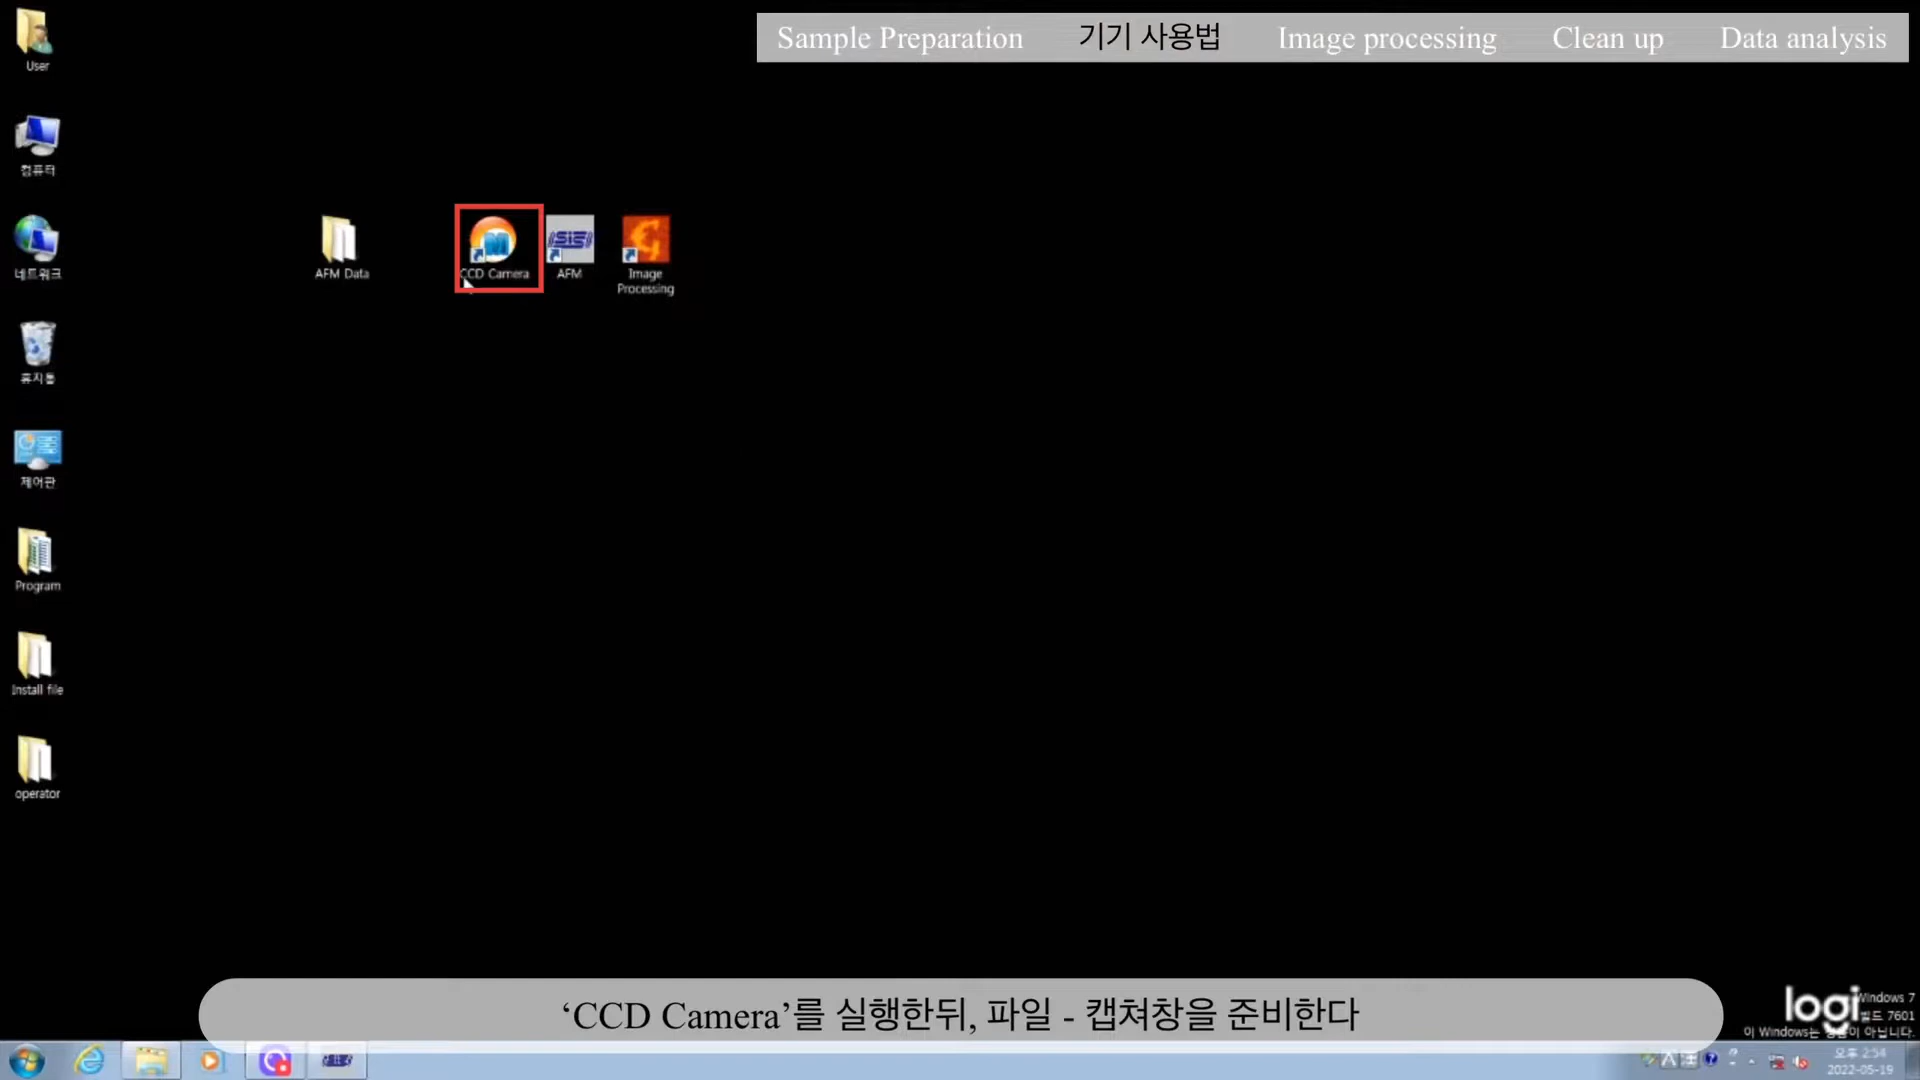 Sample Preparation 기기 사용법 Image processing Clean up Data analysis
User
컴퓨터
네트워크
AFM Data
CCD Camera
AFM
Image
Processing
휴지통
제어판
Program
Install file
operator
‘CCD Camera’를 실행한뒤, 파일 - 캡쳐창을 준비한다
logi
Windows 7
빌드 7601
이 Windows는 정품이 아닙니다.
오후 2:54
2022-05-19